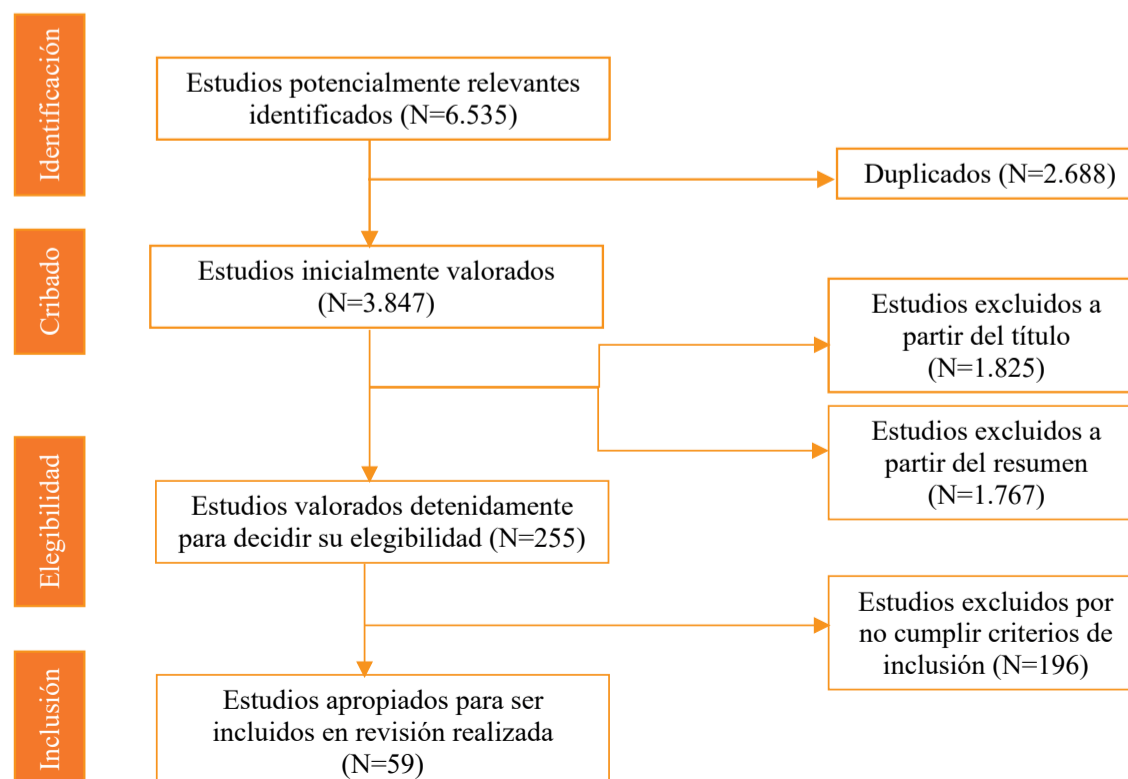 Identificación
Estudios potencialmente relevantes
identificados (N=6.535)
Duplicados (N=2.688)
Cribado
Estudios inicialmente valorados
(N=3.847)
Estudios excluidos a
partir del título
(N=1.825)
Estudios excluidos a
partir del resumen
(N=1.767)
Elegibilidad
Estudios valorados detenidamente
para decidir su elegibilidad (N=255)
Estudios excluidos por
no cumplir criterios de
inclusión (N=196)
Inclusión
Estudios apropiados para ser
incluidos en revisión realizada
(N=59)